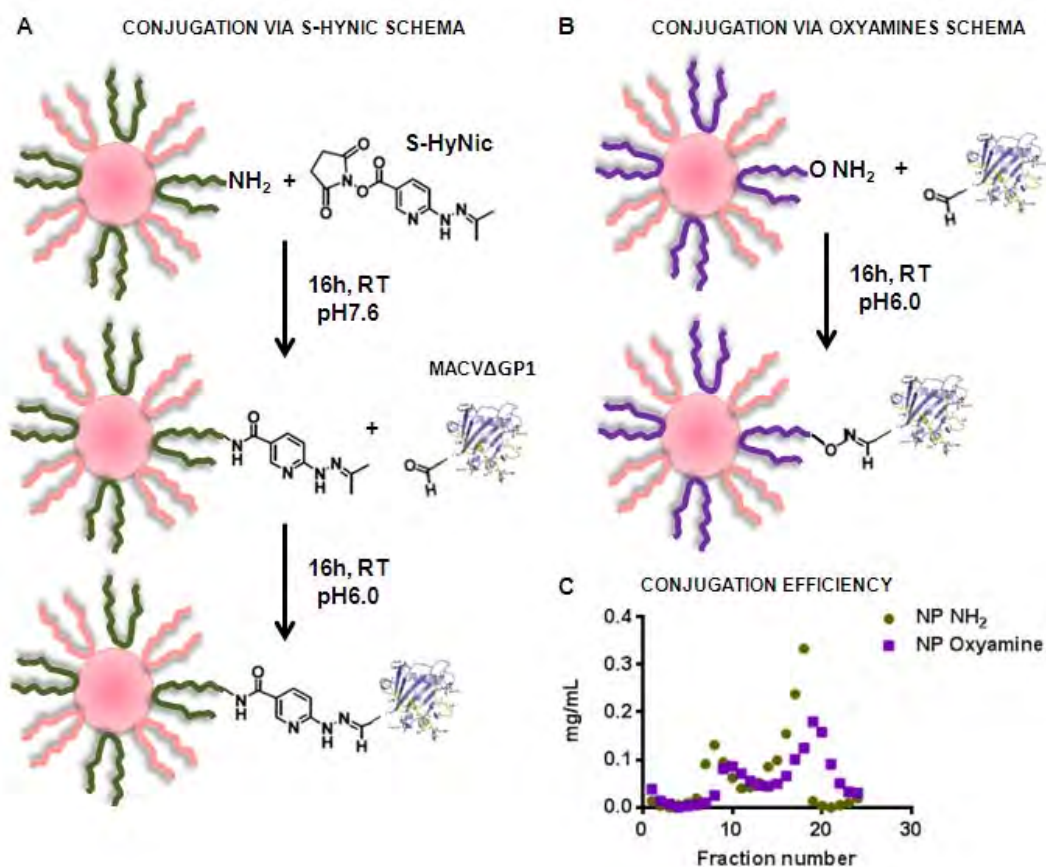 A CONJUGATION VIA S-HYNIC SCHEMA
NH2 +
S-HyNic
O
N
O
O
O
N
N
H
N
16h, RT
pH7.6
MACVΔGP1
O
N
H
N
N
H
N
+
O
H
16h, RT
pH6.0
O
N
H
N
N
H
N
H
B CONJUGATION VIA OXYAMINES SCHEMA
O NH2 +
O
H
16h, RT
pH6.0
O
N
H
C CONJUGATION EFFICIENCY
NP NH2
NP Oxyamine
mg/mL
0.4
0.3
0.2
0.1
0.0
0 10 20 30
Fraction number